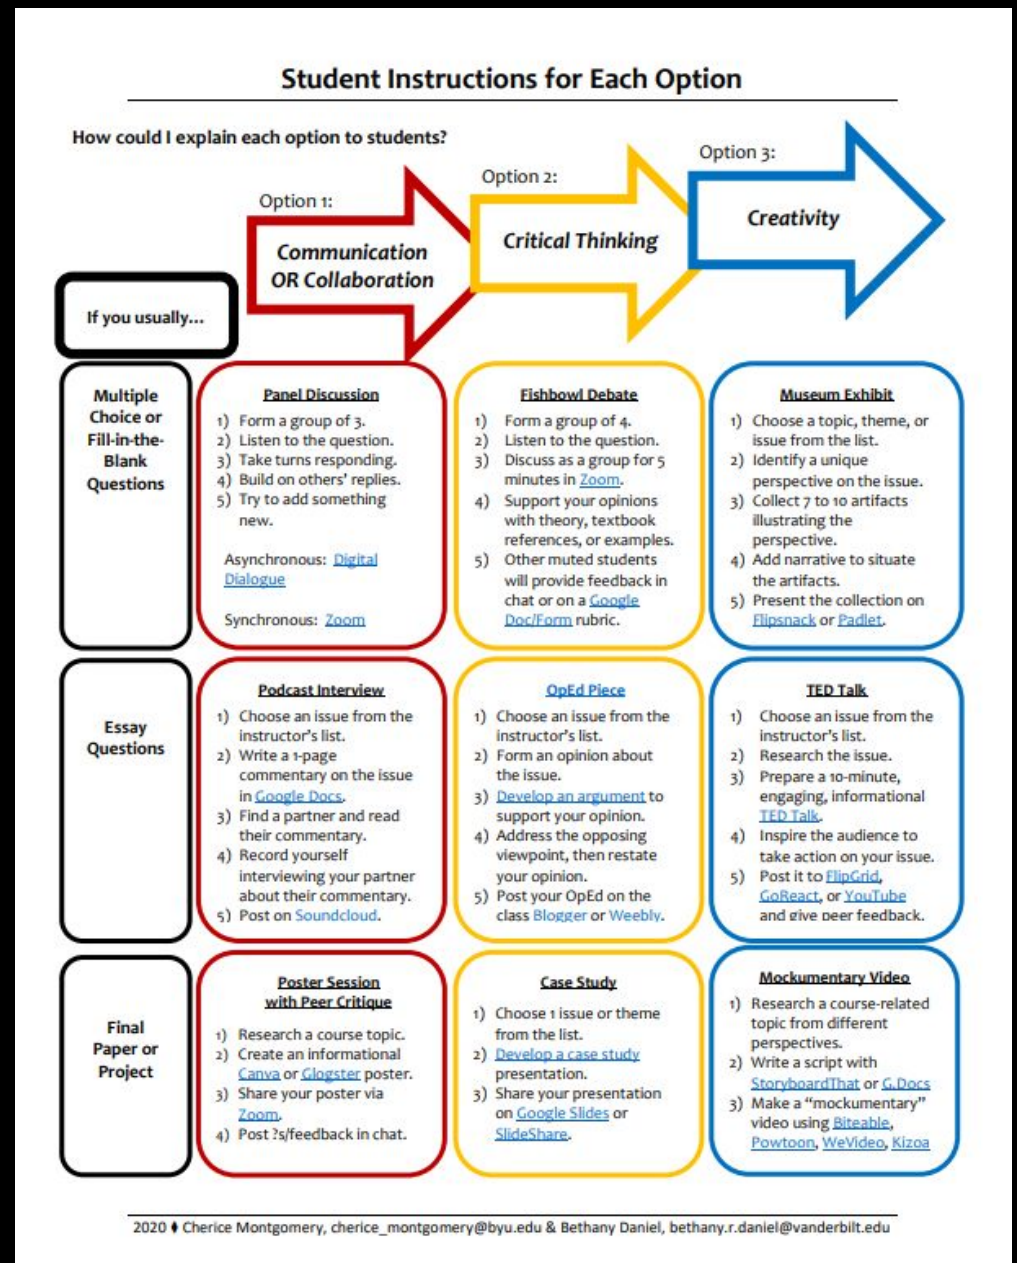 Student Instructions for Each Option
How could I explain each option to students?
Option 1:
Communication
OR Collaboration
Option 2:
Critical Thinking
Option 3:
Creativity
If you usually...
Multiple
Choice or
Fill-in-the-
Blank
Questions
Panel Discussion
1) Form a group of 3.
2) Listen to the question.
3) Take turns responding.
4) Build on others' replies.
5) Try to add something
new.
Asynchronous: Digital
Dialogue
Synchronous: Zoom
Fishbowl Debate
1) Form a group of 4.
2) Listen to the question.
3) Discuss as a group for 5
minutes in Zoom.
4) Support your opinions
with theory, textbook
references, or examples.
5) Other muted students
will provide feedback in
chat or on a Google
Doc/Form rubric.
Museum Exhibit
1) Choose a topic, theme, or
issue from the list.
2) Identify a unique
perspective on the issue.
3) Collect 7 to 10 artifacts
illustrating the
perspective.
4) Add narrative to situate
the artifacts.
5) Present the collection on
Flipsnack or Padlet.
Essay
Questions
Podcast Interview
1) Choose an issue from the
instructor's list.
2) Write a 1-page
commentary on the issue
in Google Docs.
3) Find a partner and read
their commentary.
4) Record yourself
interviewing your partner
about their commentary.
5) Post on Soundcloud.
OpEd Piece
1) Choose an issue from the
instructor's list.
2) Form an opinion about
the issue.
3) Develop an argument to
support your opinion.
4) Address the opposing
viewpoint, then restate
your opinion.
5) Post your OpEd on the
class Blogger or Weebly.
TED Talk
1) Choose an issue from the
instructor's list.
2) Research the issue.
3) Prepare a 10-minute,
engaging, informational
TED Talk.
4) Inspire the audience to
take action on your issue.
5) Post it to FlipGrid,
GoReact, or YouTube
and give peer feedback.
Final
Paper or
Project
Poster Session
with Peer Critique
1) Research a course topic.
2) Create an informational
Canva or Glogster poster.
3) Share your poster via
Zoom.
4) Post ?s/feedback in chat.
Case Study
1) Choose 1 issue or theme
from the list.
2) Develop a case study
presentation.
3) Share your presentation
on Google Slides or
SlideShare.
Mockumentary Video
1) Research a course-related
topic from different
perspectives.
2) Write a script with
StoryboardThat or G.Docs
3) Make a "mockumentary"
video using Biteable,
Powtoon, WeVideo, Kizoa
2020 ♦ Cherice Montgomery, cherice_montgomery@byu.edu & Bethany Daniel, bethany.r.daniel@vanderbilt.edu